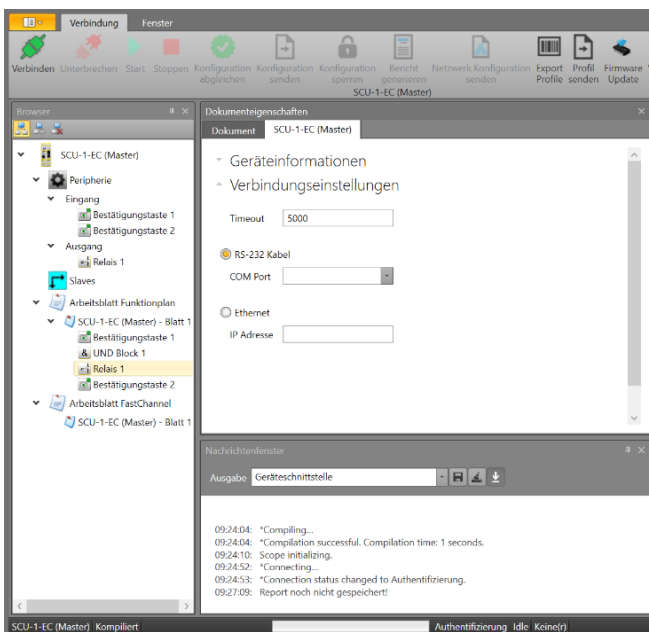 Verbindung Fenster
Verbinden Unterbrechen Start Stoppen Konfiguration Konfiguration Konfiguration Bericht Netzwerk Konfiguration Export Profil Firmware
abgleichen senden sperren generieren senden Profile senden Update
SCU-1-EC (Master)
Browser
SCU-1-EC (Master)
Peripherie
Eingang
Bestätigungstaste 1
Bestätigungstaste 2
Ausgang
Relais 1
Slaves
Arbeitsblatt Funktionplan
SCU-1-EC (Master) - Blatt 1
Bestätigungstaste 1
& UND Block 1
Relais 1
Bestätigungstaste 2
Arbeitsblatt FastChannel
SCU-1-EC (Master) - Blatt 1
Dokumenteigenschaften
Dokument SCU-1-EC (Master)
Geräteinformationen
Verbindungseinstellungen
Timeout 5000
RS-232 Kabel
COM Port
Ethernet
IP Adresse
Nachrichtenfenster
Ausgabe Geräteschnittstelle
09:24:04: *Compiling...
09:24:04: *Compilation successful. Compilation time: 1 seconds.
09:24:10: Scope initializing.
09:24:52: *Connecting...
09:24:53: *Connection status changed to Authentifizierung.
09:27:09: Report noch nicht gespeichert!
SCU-1-EC (Master) Kompiliert Authentifizierung Idle Keine(r)